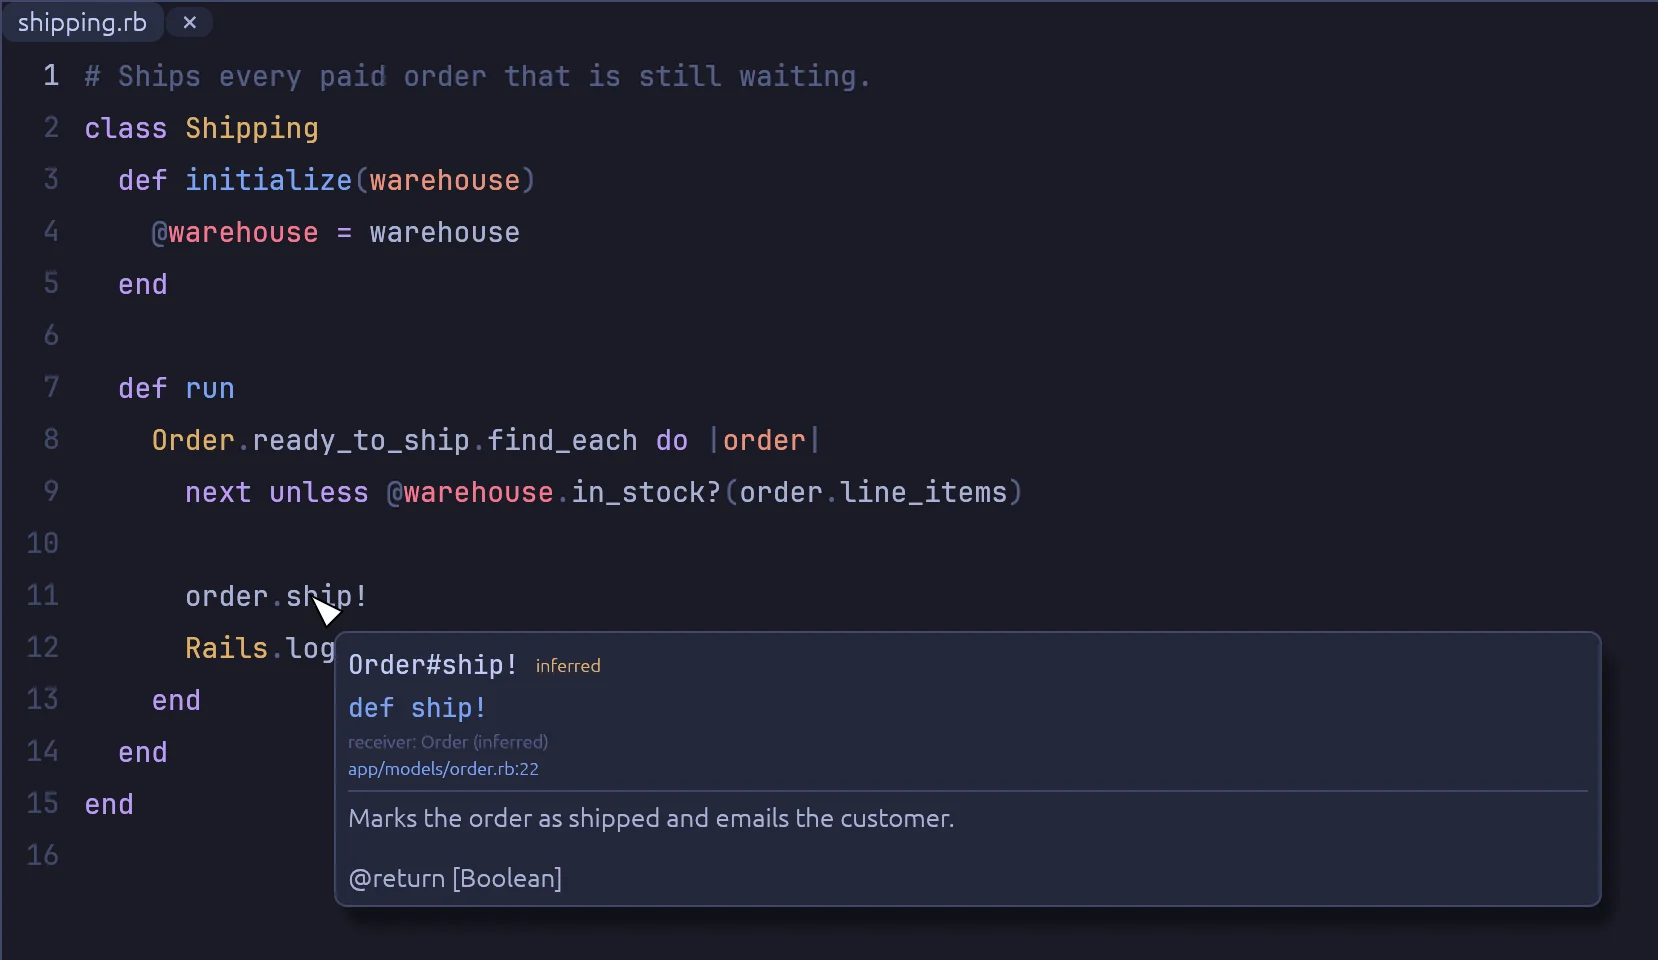 shipping.rb ×
1 # Ships every paid order that is still waiting.
2 class Shipping
3 def initialize(warehouse)
4 @warehouse = warehouse
5 end
6
7 def run
8 Order.ready_to_ship.find_each do |order|
9 next unless @warehouse.in_stock?(order.line_items)
10
11 order.ship!
12 Rails.log
13 end
14 end
15 end
16
Order#ship! inferred
def ship!
receiver: Order (inferred)
app/models/order.rb:22
Marks the order as shipped and emails the customer.
@return [Boolean]